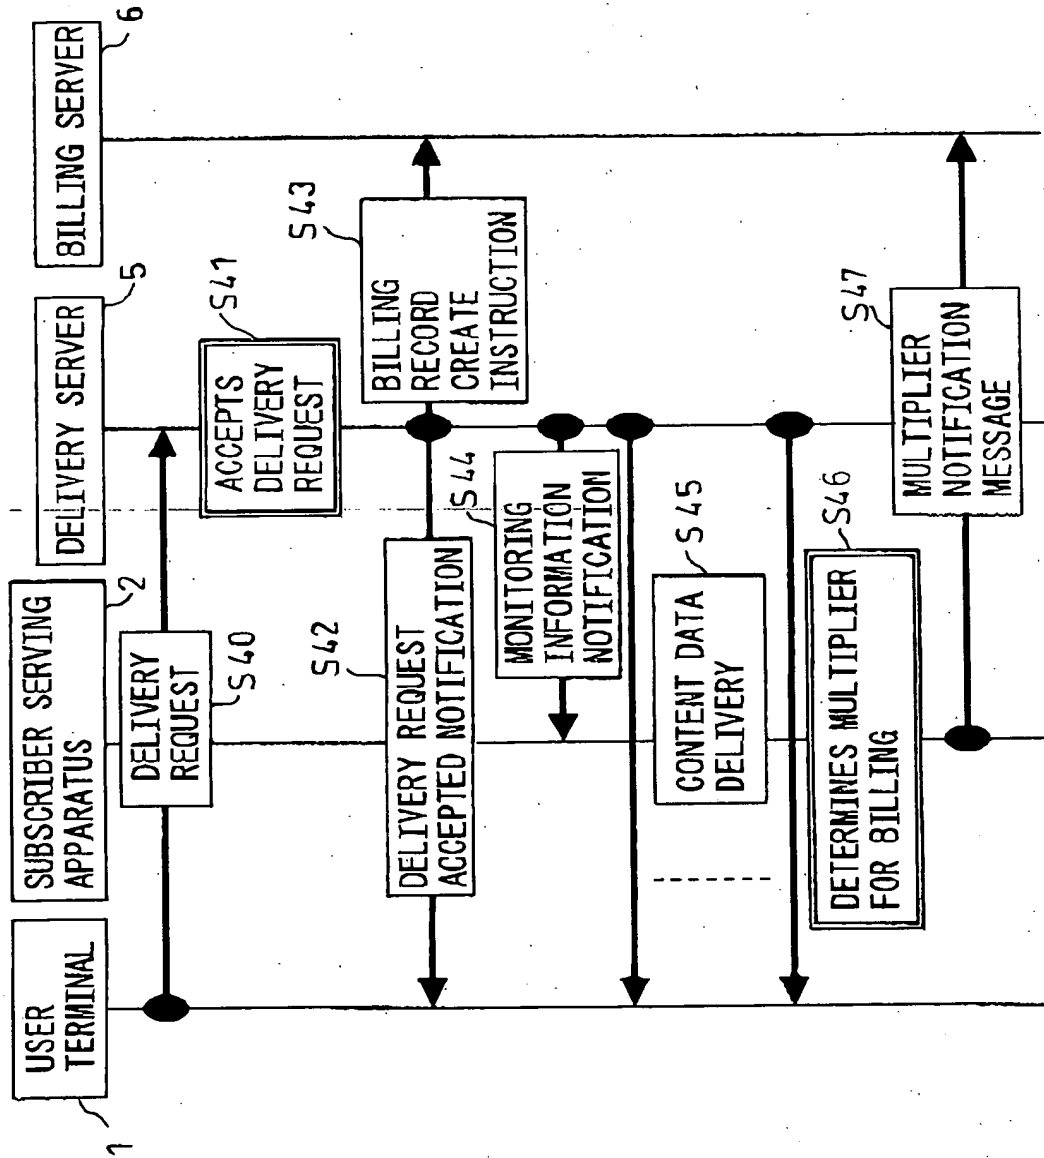 1
USER
TERMINAL
SUBSCRIBER SERVING
APPARATUS
2
DELIVERY SERVER
5
BILLING SERVER
6
DELIVERY
REQUEST
S40
ACCEPTS
DELIVERY
REQUEST
S41
DELIVERY REQUEST
ACCEPTED NOTIFICATION
S42
BILLING
RECORD
CREATE
INSTRUCTION
S43
MONITORING
INFORMATION
NOTIFICATION
S44
CONTENT DATA
DELIVERY
S45
DETERMINES MULTIPLIER
FOR BILLING
S46
MULTIPLIER
NOTIFICATION
MESSAGE
S47